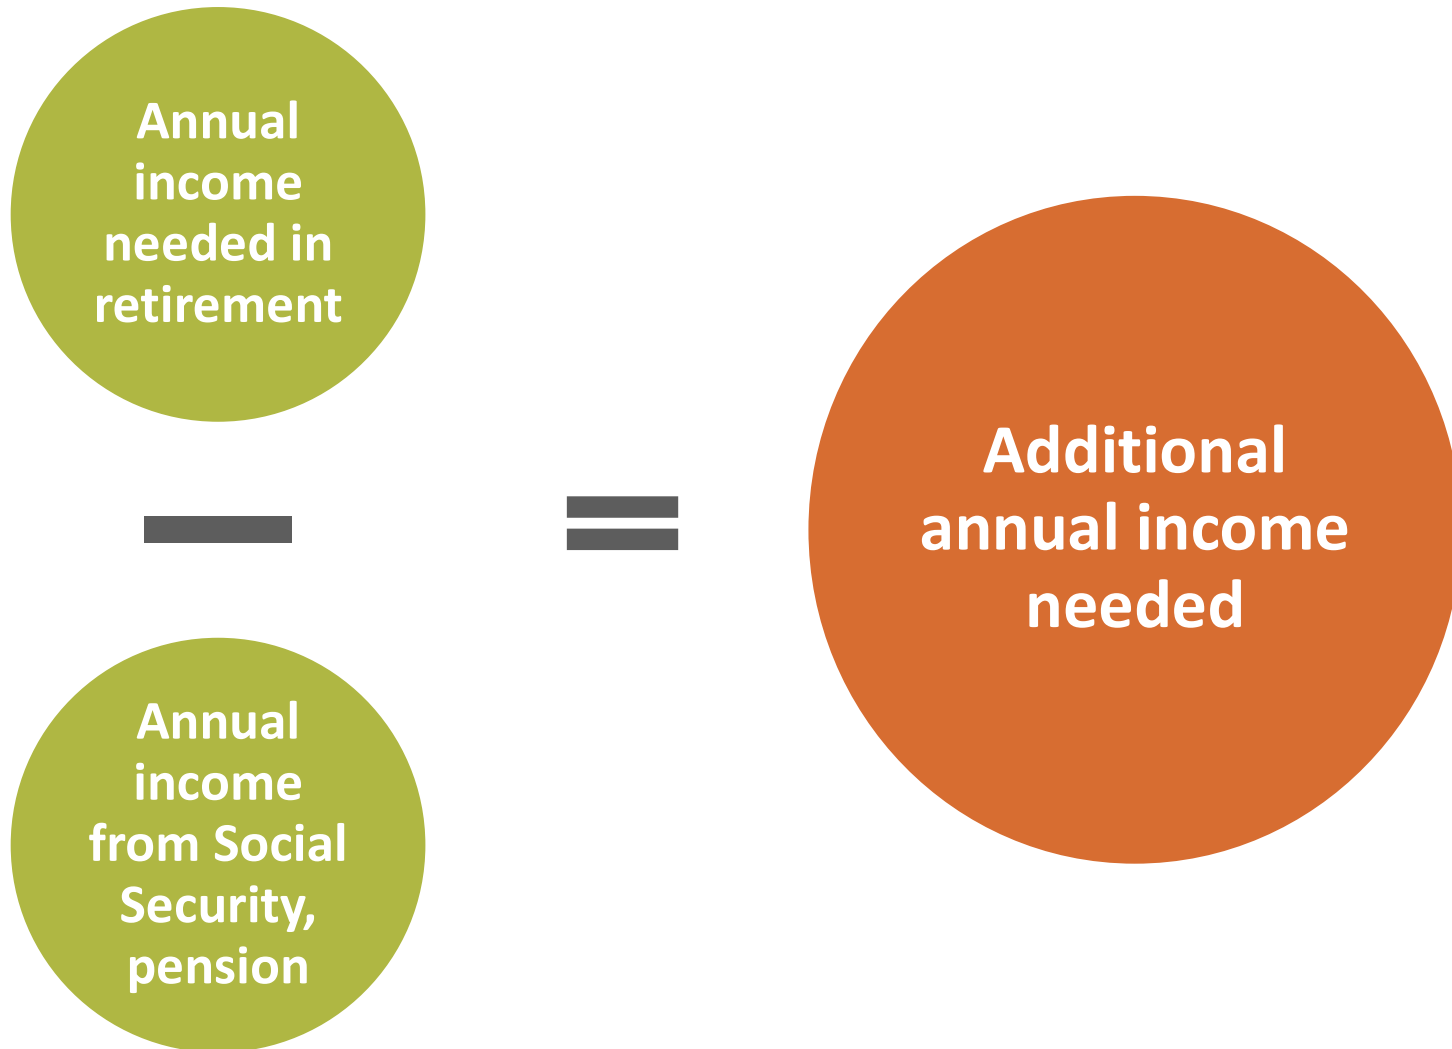 Annual
income
needed in
retirement
Annual
income
from Social
Security,
pension
Additional
annual income
needed